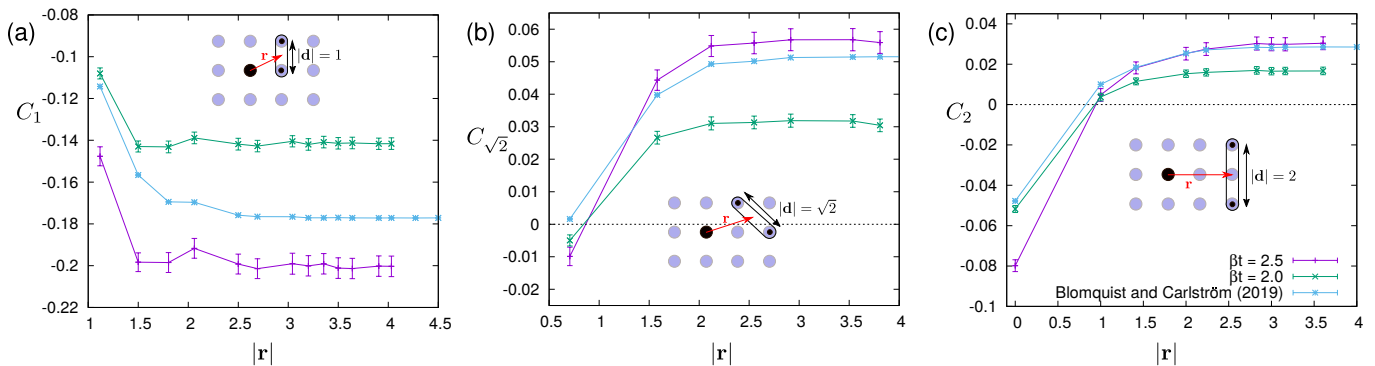 (a)
-0.08
-0.1
-0.12
-0.14
-0.16
-0.18
-0.2
-0.22
C₁
r
|d| = 1
1 1.5 2 2.5 3 3.5 4 4.5
|r|
(b)
0.06
0.05
0.04
0.03
0.02
0.01
0
-0.01
-0.02
C√2
r
|d| = √2
0.5 1 1.5 2 2.5 3 3.5 4
|r|
(c)
0.04
0.02
0
-0.02
-0.04
-0.06
-0.08
-0.1
C₂
r
|d| = 2
βt = 2.5
βt = 2.0
Blomquist and Carlström (2019)
0 0.5 1 1.5 2 2.5 3 3.5 4
|r|